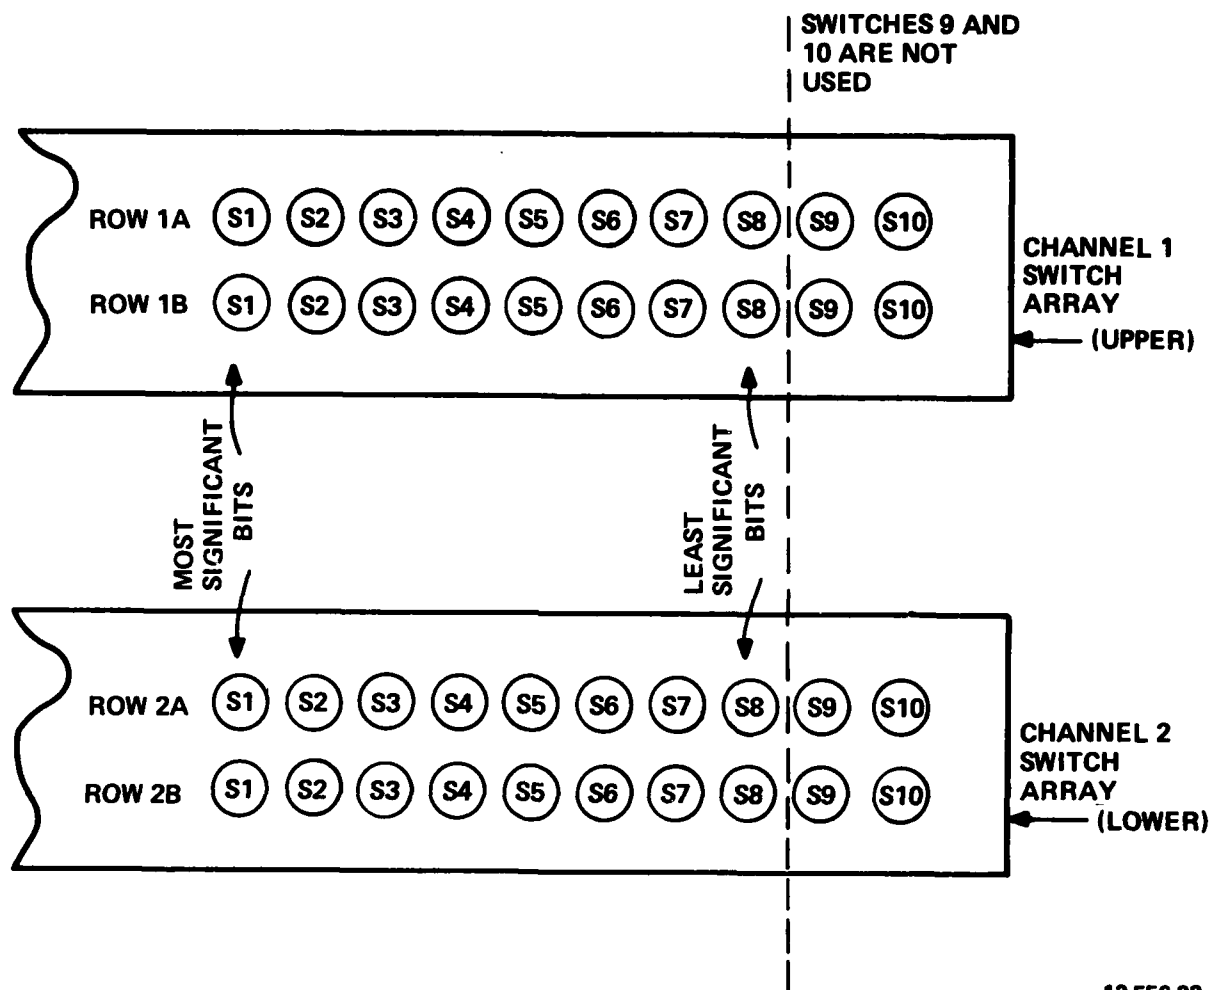 SWITCHES 9 AND
10 ARE NOT
USED
ROW 1A S1 S2 S3 S4 S5 S6 S7 S8 S9 S10
ROW 1B S1 S2 S3 S4 S5 S6 S7 S8 S9 S10
CHANNEL 1
SWITCH
ARRAY
(UPPER)
MOST
SIGNIFICANT
BITS
LEAST
SIGNIFICANT
BITS
ROW 2A S1 S2 S3 S4 S5 S6 S7 S8 S9 S10
ROW 2B S1 S2 S3 S4 S5 S6 S7 S8 S9 S10
CHANNEL 2
SWITCH
ARRAY
(LOWER)